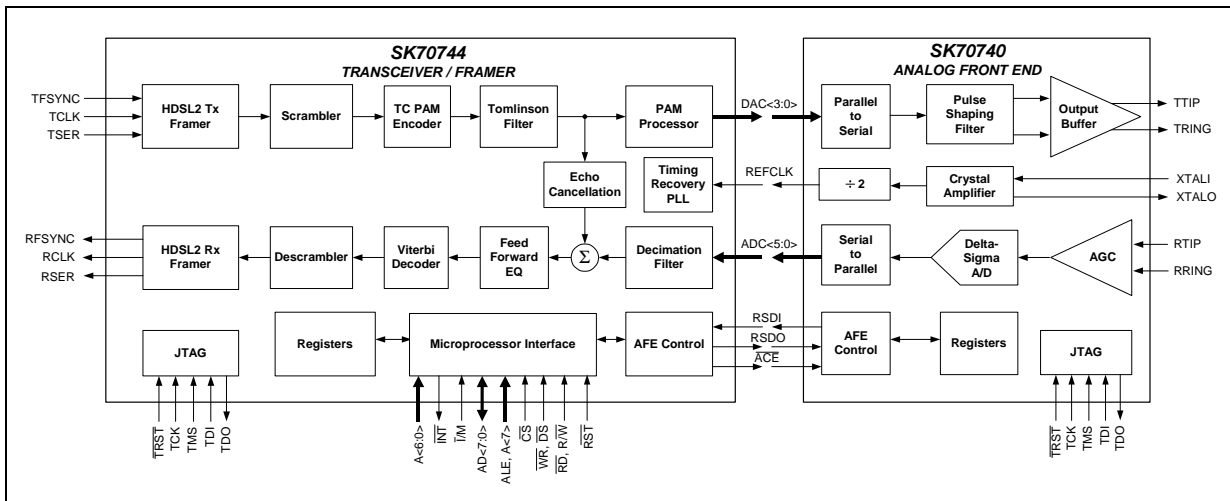 SK70744
TRANSCEIVER / FRAMER
SK70740
ANALOG FRONT END
TFSYNC
TCLK
TSER
HDSL2 Tx
Framer
Scrambler
TC PAM
Encoder
Tomlinson
Filter
PAM
Processor
DAC<3:0>
Parallel
to
Serial
Pulse
Shaping
Filter
Output
Buffer
TTIP
TRING
Echo
Cancellation
Timing
Recovery
PLL
REFCLK
÷ 2
Crystal
Amplifier
XTALI
XTALO
RFSYNC
RCLK
RSER
HDSL2 Rx
Framer
Descrambler
Viterbi
Decoder
Feed
Forward
EQ
Σ
Decimation
Filter
ADC<5:0>
Serial
to
Parallel
Delta-
Sigma
A/D
AGC
RTIP
RRING
JTAG
Registers
Microprocessor Interface
AFE Control
RSDI
RSDO
ACE
AFE
Control
Registers
JTAG
TRST
TCK
TMS
TDI
TDO
A<6:0>
INT
I/M
AD<7:0>
ALE, A<7>
CS
WR, DS
RD, R/W
RST
TRST
TCK
TMS
TDI
TDO